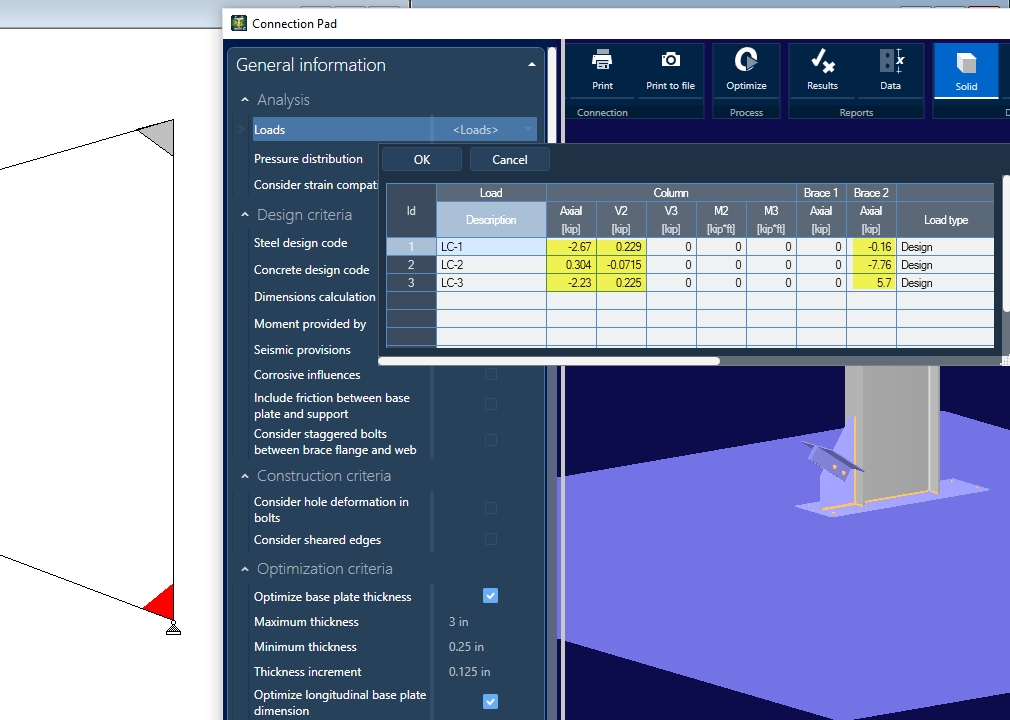 Connection Pad
General information
Analysis
Loads <Loads>
Pressure distribution
Consider strain compati
Design criteria
Steel design code
Concrete design code
Dimensions calculation
Moment provided by
Seismic provisions
Corrosive influences
Include friction between base
plate and support
Consider staggered bolts
between brace flange and web
Construction criteria
Consider hole deformation in
bolts
Consider sheared edges
Optimization criteria
Optimize base plate thickness
Maximum thickness 3 in
Minimum thickness 0.25 in
Thickness increment 0.125 in
Optimize longitudinal base plate
dimension
Print Print to file Optimize Results Data Solid
Connection Process Reports D
OK Cancel
Load Column Brace 1 Brace 2
Id Description Axial V2 V3 M2 M3 Axial Axial Load type
[kip] [kip] [kip] [kip*ft] [kip*ft] [kip] [kip]
1 LC-1 -2.67 0.229 0 0 0 0 -0.16 Design
2 LC-2 0.304 -0.0715 0 0 0 0 -7.76 Design
3 LC-3 -2.23 0.225 0 0 0 0 5.7 Design